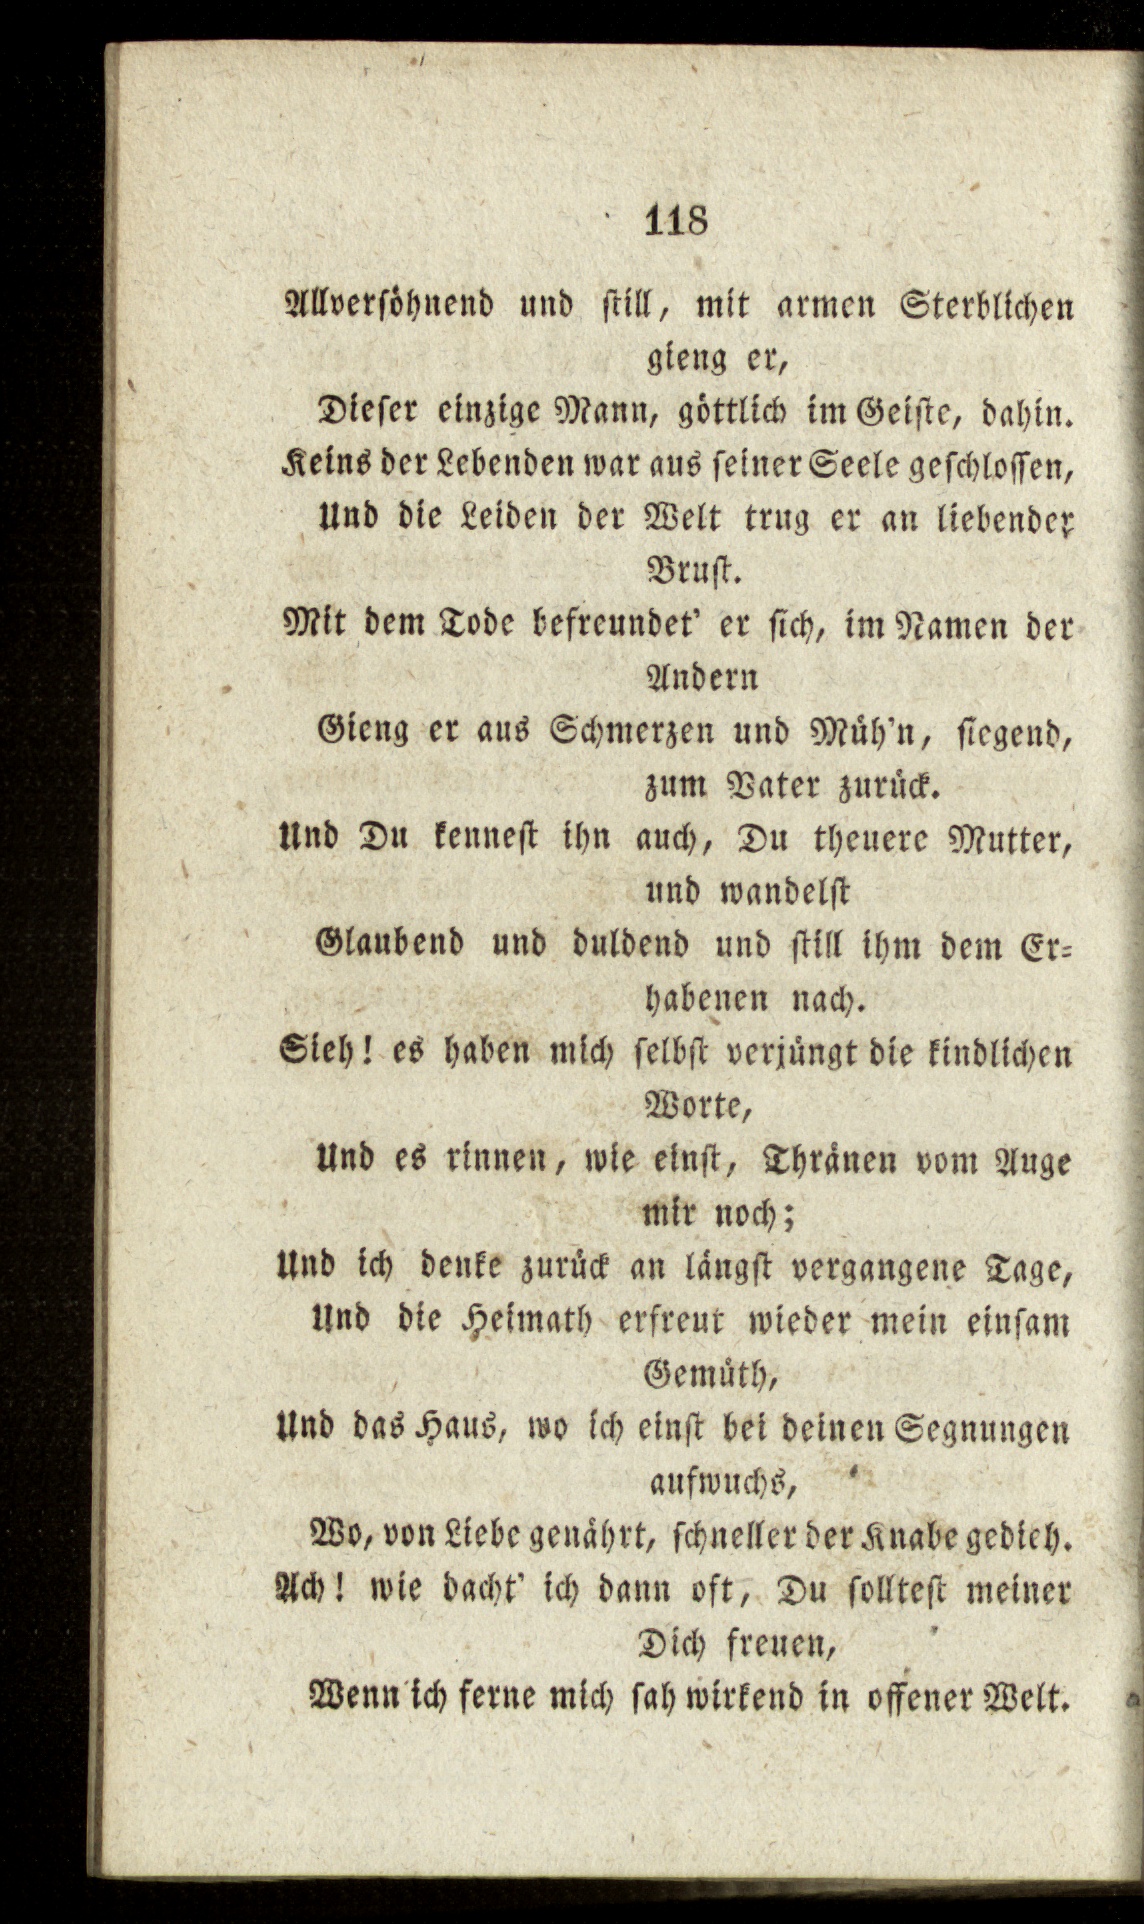 118
Allversöhnend und still, mit armen Sterblichen
gieng er,
Dieser einzige Mann, göttlich im Geiste, dahin.
Keins der Lebenden war aus seiner Seele geschlossen,
Und die Leiden der Welt trug er an liebender
Brust.
Mit dem Tode befreundet' er sich, im Namen der
Andern
Gieng er aus Schmerzen und Müh'n, siegend,
zum Vater zurück.
Und Du kennest ihn auch, Du theuere Mutter,
und wandelst
Glaubend und duldend und still ihm dem Er-
habenen nach.
Sieh! es haben mich selbst verjüngt die kindlichen
Worte,
Und es rinnen, wie einst, Thränen vom Auge
mir noch;
Und ich denke zurück an längst vergangene Tage,
Und die Heimath erfreut wieder mein einsam
Gemüth,
Und das Haus, wo ich einst bei deinen Segnungen
aufwuchs,
Wo, von Liebe genährt, schneller der Knabe gedieh.
Ach! wie dacht' ich dann oft, Du solltest meiner
Dich freuen,
Wenn ich ferne mich sah wirkend in offener Welt.